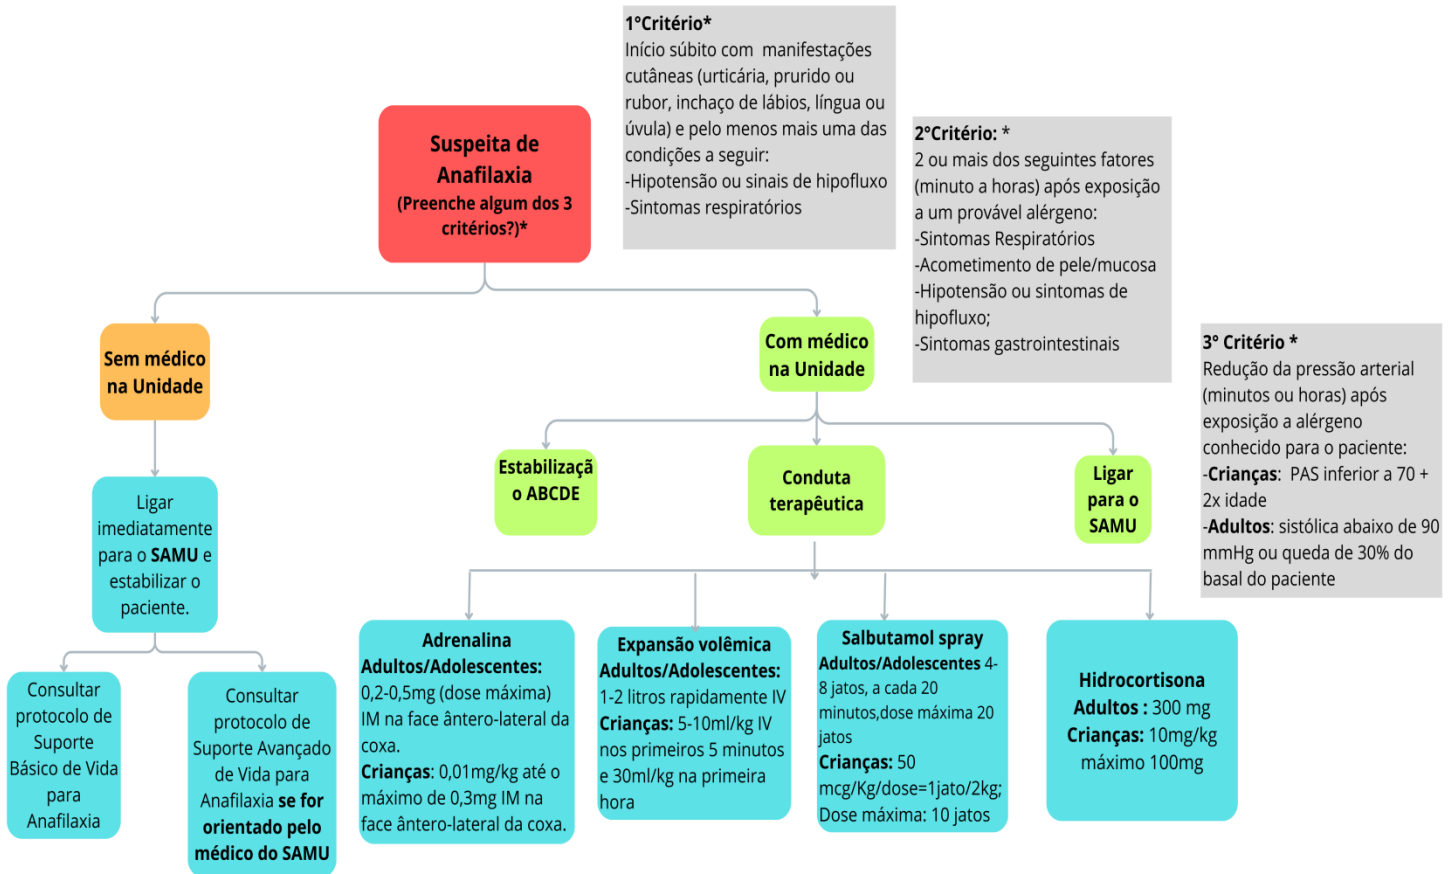 1°Critério*
Início súbito com manifestações
cutâneas (urticária, prurido ou
rubor, inchaço de lábios, língua ou
úvula) e pelo menos mais uma das
condições a seguir:
-Hipotensão ou sinais de hipofluxo
-Sintomas respiratórios
Suspeita de
Anafilaxia
(Preenche algum dos 3
critérios?)*
2°Critério: *
2 ou mais dos seguintes fatores
(minuto a horas) após exposição
a um provável alérgeno:
-Sintomas Respiratórios
-Acometimento de pele/mucosa
-Hipotensão ou sintomas de
hipofluxo;
-Sintomas gastrointestinais
3º Critério *
Redução da pressão arterial
(minutos ou horas) após
exposição a alérgeno
conhecido para o paciente:
-Crianças: PAS inferior a 70 +
2x idade
-Adultos: sistólica abaixo de 90
mmHg ou queda de 30% do
basal do paciente
Sem médico
na Unidade
Com médico
na Unidade
Estabilizaçã
o ABCDE
Conduta
terapêutica
Ligar
para o
SAMU
Ligar
imediatamente
para o SAMU e
estabilizar o
paciente.
Consultar
protocolo de
Suporte
Básico de Vida
para
Anafilaxia
Consultar
protocolo de
Suporte Avançado
de Vida para
Anafilaxia se for
orientado pelo
médico do SAMU
Adrenalina
Adultos/Adolescentes:
0,2-0,5mg (dose máxima)
IM na face ântero-lateral da
coxa.
Crianças: 0,01mg/kg até o
máximo de 0,3mg IM na
face ântero-lateral da coxa.
Expansão volêmica
Adultos/Adolescentes:
1-2 litros rapidamente IV
Crianças: 5-10ml/kg IV
nos primeiros 5 minutos
e 30ml/kg na primeira
hora
Salbutamol spray
Adultos/Adolescentes 4-
8 jatos, a cada 20
minutos,dose máxima 20
jatos
Crianças: 50
mcg/Kg/dose=1jato/2kg;
Dose máxima: 10 jatos
Hidrocortisona
Adultos : 300 mg
Crianças: 10mg/kg
máximo 100mg